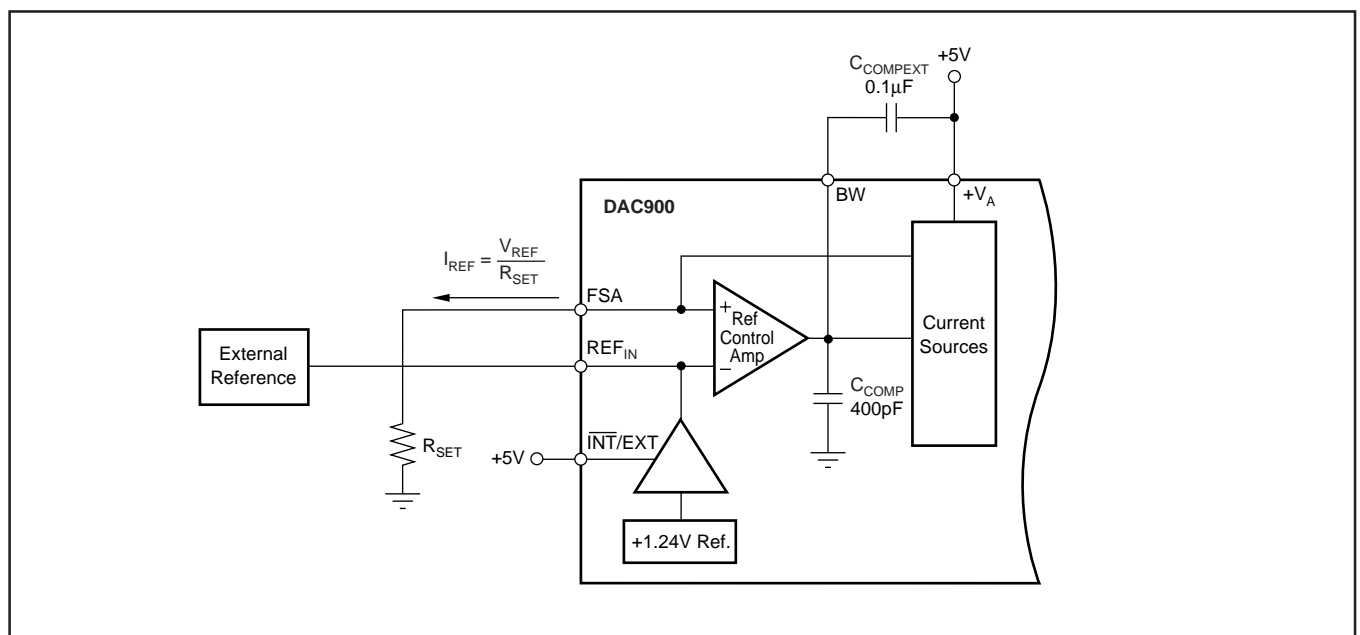 +5V
C_COMPEXT
0.1µF
BW
+V_A
DAC900
I_REF = V_REF / R_SET
FSA
+
Ref
Control
Amp
–
Current
Sources
External
Reference
REF_IN
C_COMP
400pF
R_SET
+5V
I̅N̅T̅/EXT
+1.24V Ref.